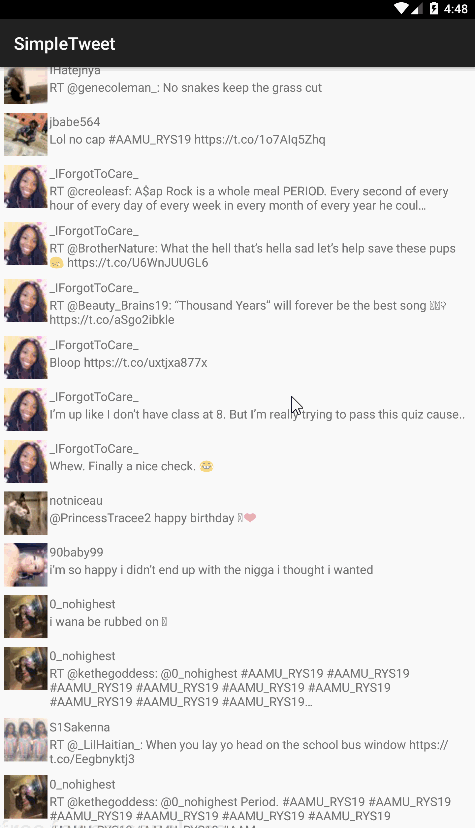 4:48
SimpleTweet
IHatejnya
RT @genecoleman_: No snakes keep the grass cut
jbabe564
Lol no cap #AAMU_RYS19 https://t.co/1o7AIq5Zhq
_IForgotToCare_
RT @creoleasf: A$ap Rock is a whole meal PERIOD. Every second of every
hour of every day of every week in every month of every year he coul…
_IForgotToCare_
RT @BrotherNature: What the hell that's hella sad let's help save these pups
😩 https://t.co/U6WnJUUGL6
_IForgotToCare_
RT @Beauty_Brains19: “Thousand Years” will forever be the best song
https://t.co/aSgo2ibkle
_IForgotToCare_
Bloop https://t.co/uxtjxa877x
_IForgotToCare_
I'm up like I don't have class at 8. But I'm really trying to pass this quiz cause..
_IForgotToCare_
Whew. Finally a nice check. 😂
notniceau
@PrincessTracee2 happy birthday ❤
90baby99
i'm so happy i didn't end up with the nigga i thought i wanted
0_nohighest
i wana be rubbed on
0_nohighest
RT @kethegoddess: @0_nohighest #AAMU_RYS19 #AAMU_RYS19
#AAMU_RYS19 #AAMU_RYS19 #AAMU_RYS19 #AAMU_RYS19
#AAMU_RYS19 #AAMU_RYS19 #AAMU_RYS19…
S1Sakenna
RT @_LilHaitian_: When you lay yo head on the school bus window https://
t.co/Eegbnyktj3
0_nohighest
RT @kethegoddess: @0_nohighest Period. #AAMU_RYS19 #AAMU_RYS19
#AAMU_RYS19 #AAMU_RYS19 #AAMU_RYS19 #AAMU_RYS19